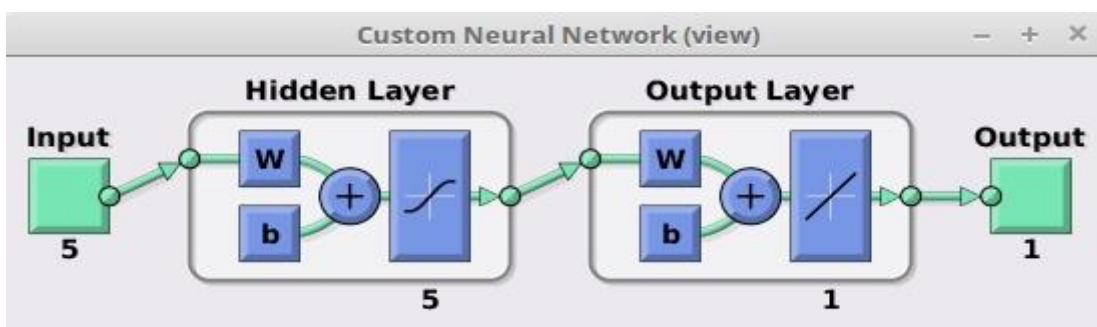 Custom Neural Network (view)
Hidden Layer
Output Layer
Input
Output
W
b
+
W
b
+
5
1
5
1